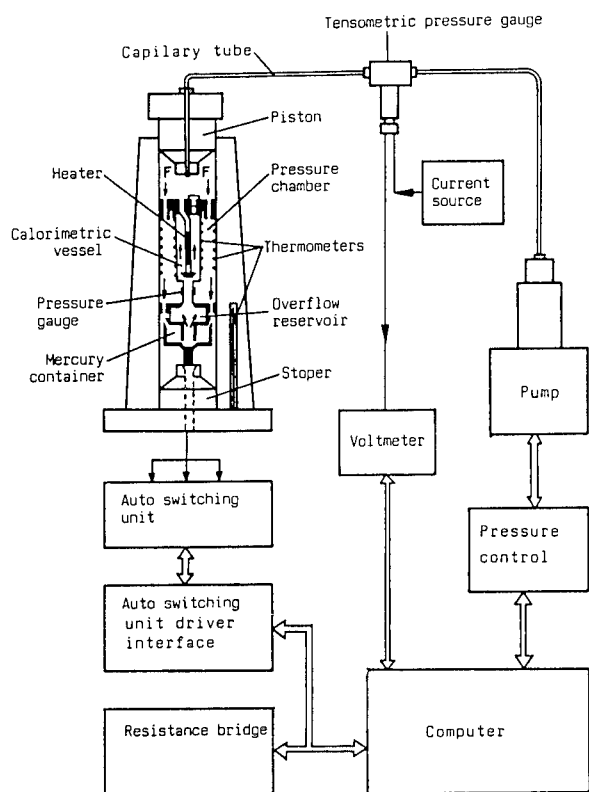 Tensometric pressure gauge
Capilary tube
Piston
F F
Heater
Pressure
chamber
Current
source
Calorimetric
vessel
Thermometers
Pressure
gauge
Overflow
reservoir
Mercury
container
Stoper
Pump
Voltmeter
Auto switching
unit
Pressure
control
Auto switching
unit driver
interface
Resistance bridge
Computer